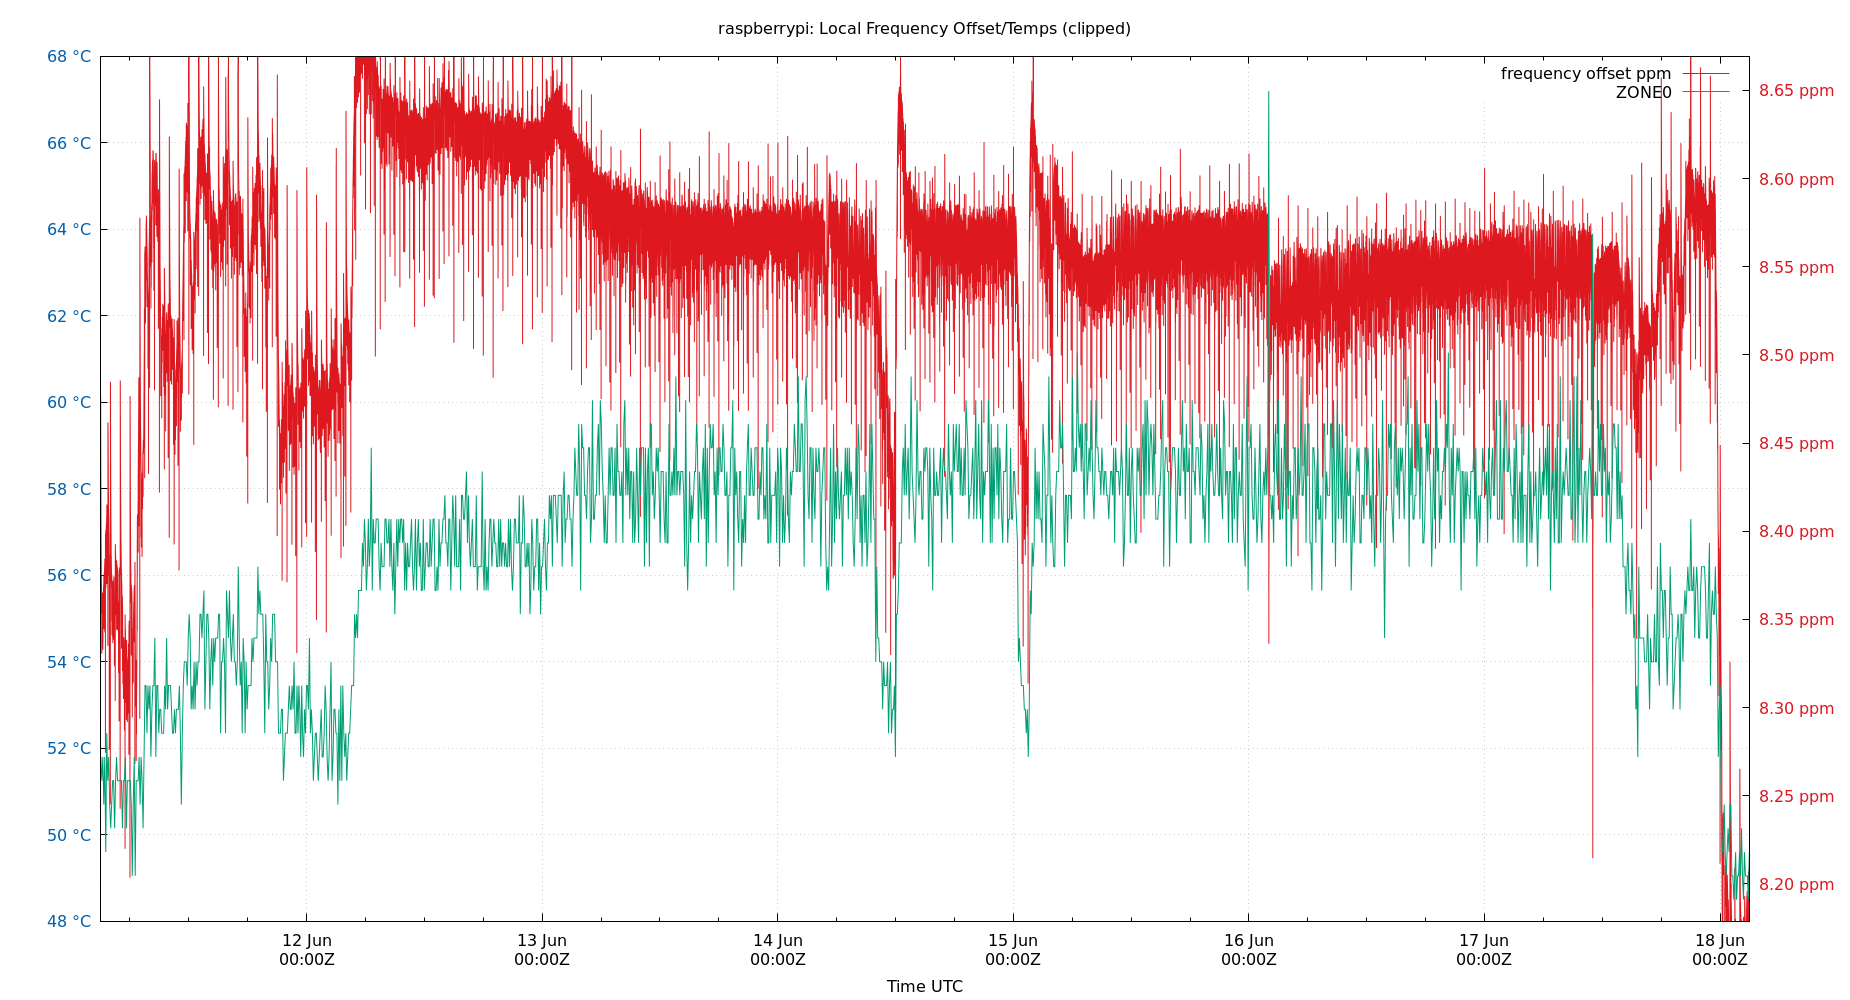 raspberrypi: Local Frequency Offset/Temps (clipped)
68 °C
66 °C
64 °C
62 °C
60 °C
58 °C
56 °C
54 °C
52 °C
50 °C
48 °C
frequency offset ppm
ZONE0
8.65 ppm
8.60 ppm
8.55 ppm
8.50 ppm
8.45 ppm
8.40 ppm
8.35 ppm
8.30 ppm
8.25 ppm
8.20 ppm
12 Jun 13 Jun 14 Jun 15 Jun 16 Jun 17 Jun 18 Jun
00:00Z 00:00Z 00:00Z 00:00Z 00:00Z 00:00Z 00:00Z
Time UTC